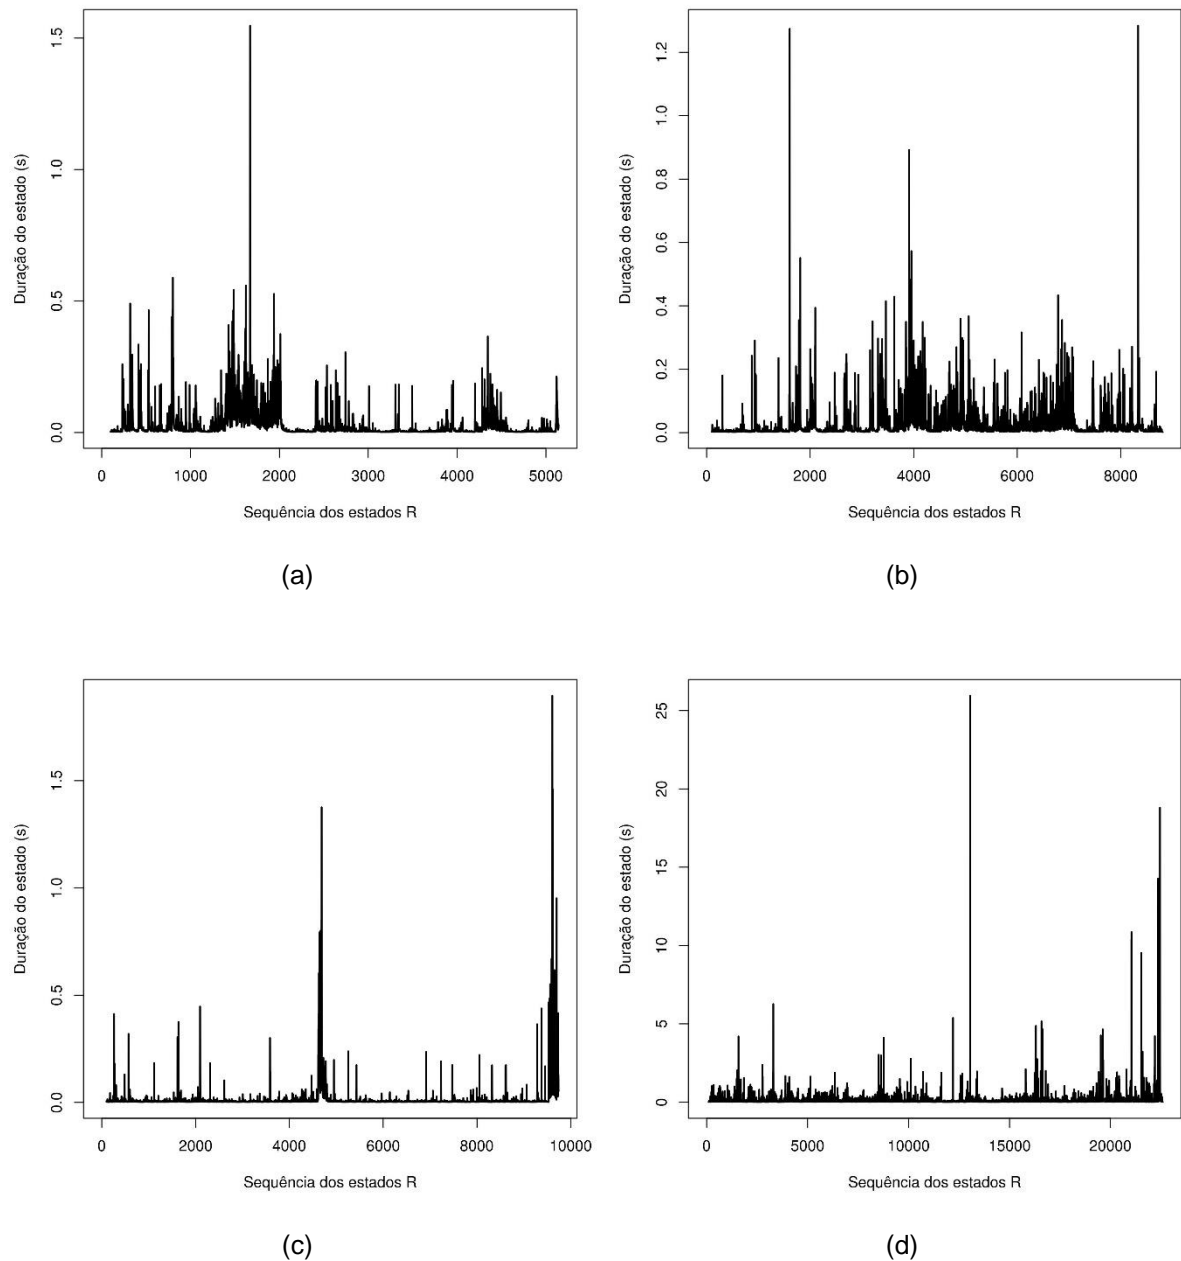 1.5
1.0
0.5
0.0
Duração do estado (s)
0 1000 2000 3000 4000 5000
Sequência dos estados R
(a)
1.2
1.0
0.8
0.6
0.4
0.2
0.0
Duração do estado (s)
0 2000 4000 6000 8000
Sequência dos estados R
(b)
1.5
1.0
0.5
0.0
Duração do estado (s)
0 2000 4000 6000 8000 10000
Sequência dos estados R
(c)
25
20
15
10
5
0
Duração do estado (s)
0 5000 10000 15000 20000
Sequência dos estados R
(d)